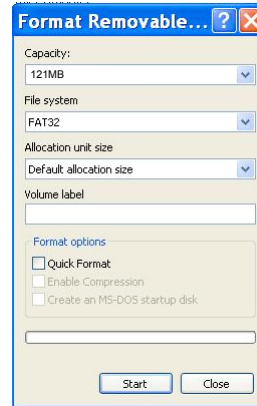 Format Removable...
Capacity:
121MB
File system
FAT32
Allocation unit size
Default allocation size
Volume label
Format options
Quick Format
Enable Compression
Create an MS-DOS startup disk
Start
Close